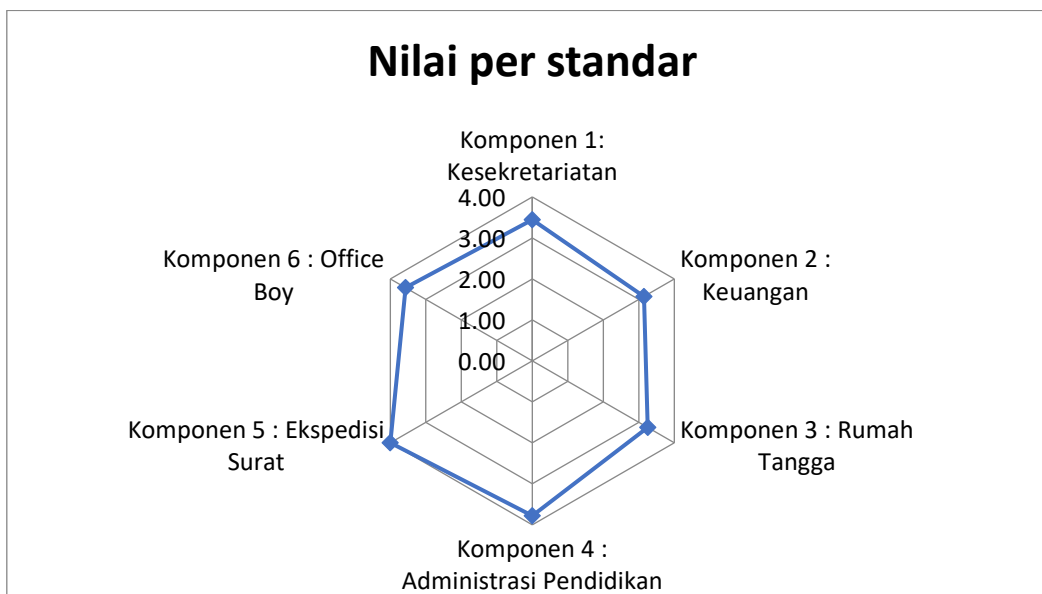 Nilai per standar
Komponen 1:
Kesekretariatan
4.00
3.00
2.00
1.00
0.00
Komponen 2 :
Keuangan
Komponen 3 : Rumah
Tangga
Komponen 4 :
Administrasi Pendidikan
Komponen 5 : Ekspedisi
Surat
Komponen 6 : Office
Boy